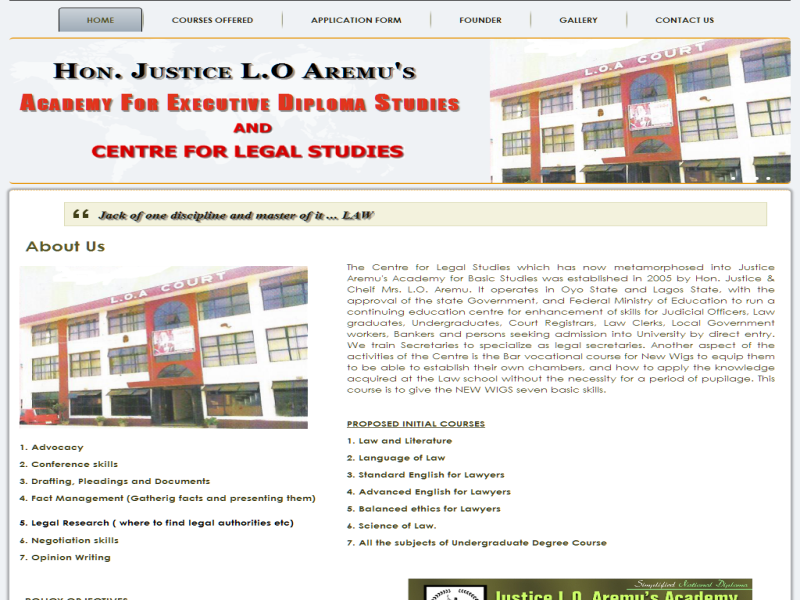 HOME COURSES OFFERED APPLICATION FORM FOUNDER GALLERY CONTACT US
Hon. Justice L.O Aremu's
Academy For Executive Diploma Studies
AND
CENTRE FOR LEGAL STUDIES
L.O.A COURT
“ Jack of one discipline and master of it ... LAW
About Us
L.O.A COURT
1. Advocacy
2. Conference skills
3. Drafting, Pleadings and Documents
4. Fact Management (Gatherig facts and presenting them)
5. Legal Research ( where to find legal authorities etc)
6. Negotiation skills
7. Opinion Writing
The Centre for Legal Studies which has now metamorphosed into Justice
Aremu's Academy for Basic Studies was established in 2005 by Hon. Justice &
Cheif Mrs. L.O. Aremu. It operates in Oyo State and Lagos State, with the
approval of the state Government, and Federal Ministry of Education to run a
continuing education centre for enhancement of skills for Judicial Officers, Law
graduates, Undergraduates, Court Registrars, Law Clerks, Local Government
workers, Bankers and persons seeking admission into University by direct entry.
We train Secretaries to specialize as legal secretaries. Another aspect of the
activities of the Centre is the Bar vocational course for New Wigs to equip them
to be able to establish their own chambers, and how to apply the knowledge
acquired at the Law school without the necessity for a period of pupilage. This
course is to give the NEW WIGS seven basic skills.
PROPOSED INITIAL COURSES
1. Law and Literature
2. Language of Law
3. Standard English for Lawyers
4. Advanced English for Lawyers
5. Balanced ethics for Lawyers
6. Science of Law.
7. All the subjects of Undergraduate Degree Course
Simplified National Diploma
Justice L.O. Aremu's Academy